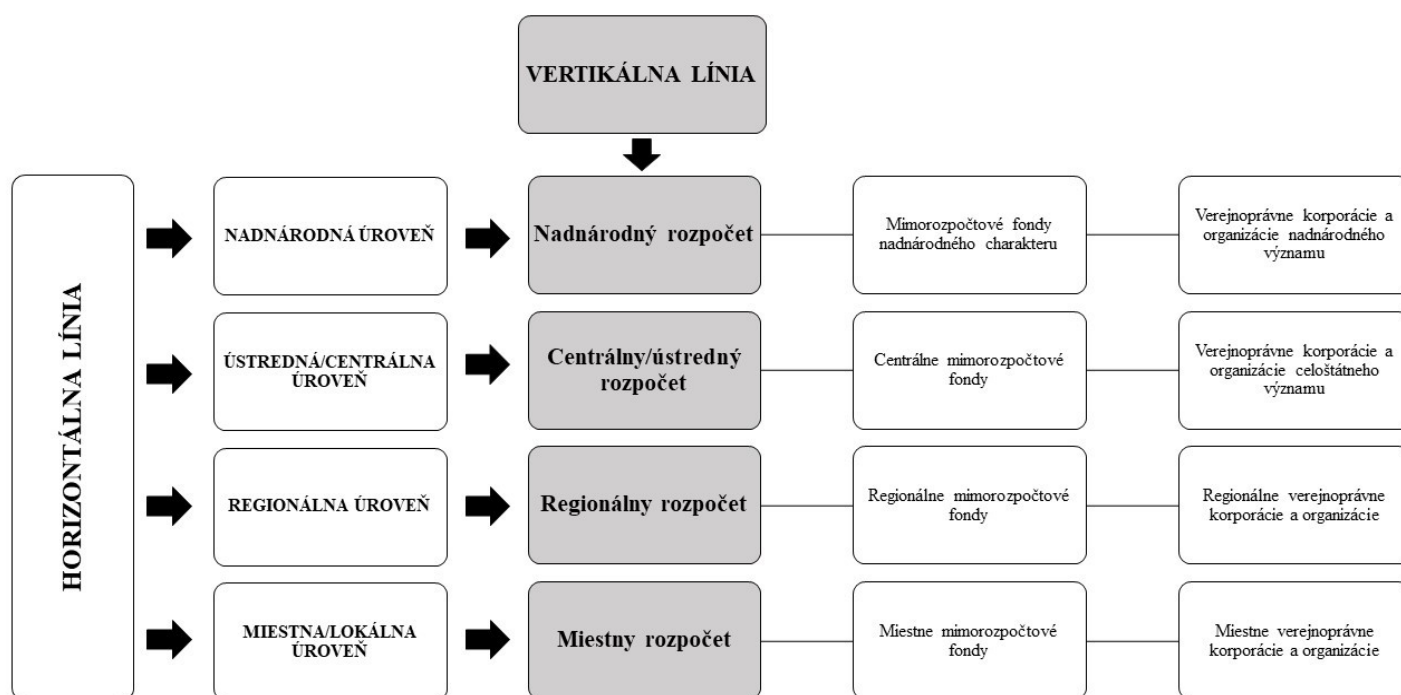 VERTIKÁLNA LÍNIA
HORIZONTÁLNA LÍNIA
NADNÁRODNÁ ÚROVEŇ
Nadnárodný rozpočet
Mimorozpočtové fondy
nadnárodného charakteru
Verejnoprávne korporácie a
organizácie nadnárodného
významu
ÚSTREDNÁ/CENTRÁLNA
ÚROVEŇ
Centrálny/ústredný
rozpočet
Centrálne mimorozpočtové
fondy
Verejnoprávne korporácie a
organizácie celoštátneho
významu
REGIONÁLNA ÚROVEŇ
Regionálny rozpočet
Regionálne mimorozpočtové
fondy
Regionálne verejnoprávne
korporácie a organizácie
MIESTNA/LOKÁLNA
ÚROVEŇ
Miestny rozpočet
Miestne mimorozpočtové
fondy
Miestne verejnoprávne
korporácie a organizácie